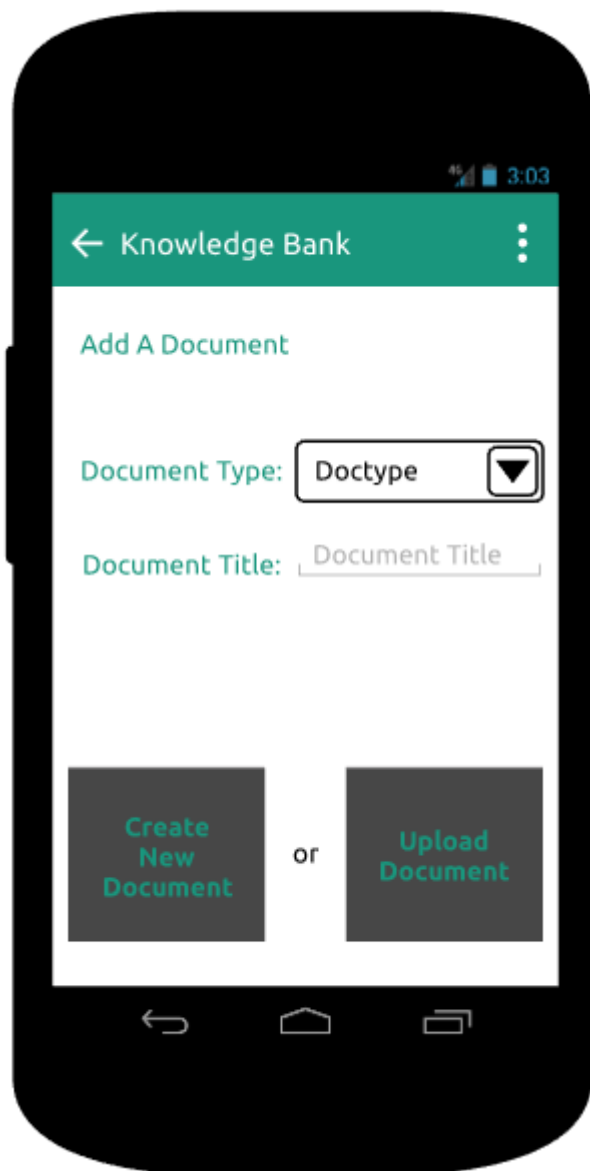 4G 3:03
Knowledge Bank
Add A Document
Document Type: Doctype
Document Title: Document Title
Create
New
Document
or
Upload
Document